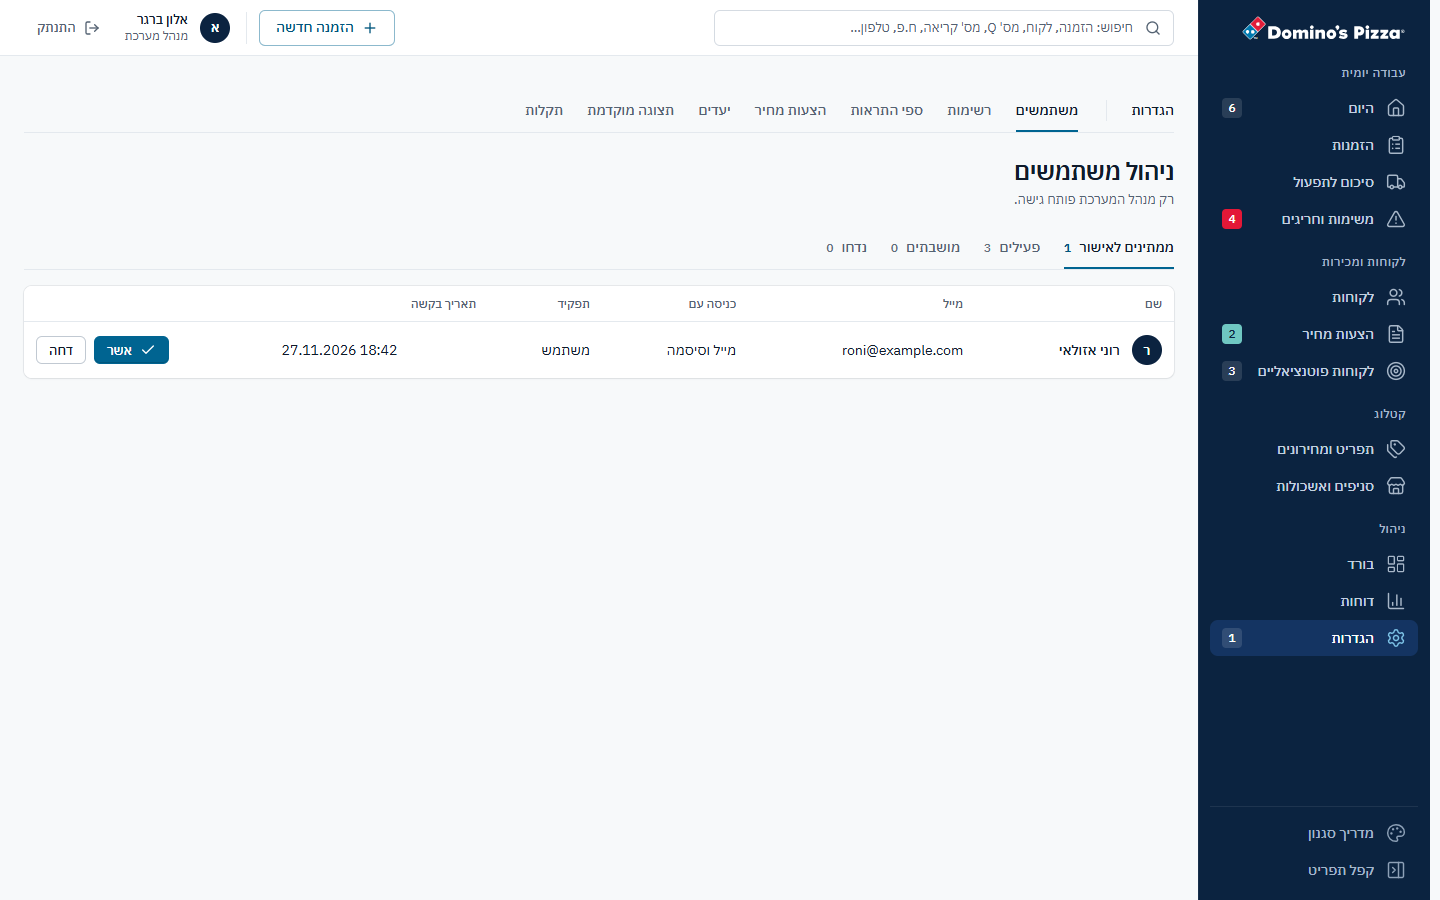 Domino's Pizza
עבודה יומית
היום 6
הזמנות
סיכום לתפעול
משימות וחריגים 4
לקוחות ומכירות
לקוחות
הצעות מחיר 2
לקוחות פוטנציאליים 3
קטלוג
תפריט ומחירונים
סניפים ואשכולות
ניהול
בורד
דוחות
הגדרות 1
מדריך סגנון
קפל תפריט
חיפוש: הזמנה, לקוח, מס' Q, מס' קריאה, ח.פ, טלפון...
הזמנה חדשה
א
אלון ברגר
מנהל מערכת
התנתק
הגדרות משתמשים רשימות ספי התראות הצעות מחיר יעדים תצוגה מוקדמת תקלות
ניהול משתמשים
רק מנהל המערכת פותח גישה.
ממתינים לאישור 1 פעילים 3 מושבתים 0 נדחו 0
שם מייל כניסה עם תפקיד תאריך בקשה
ר רוני אזולאי roni@example.com מייל וסיסמה משתמש 27.11.2026 18:42 אשר דחה